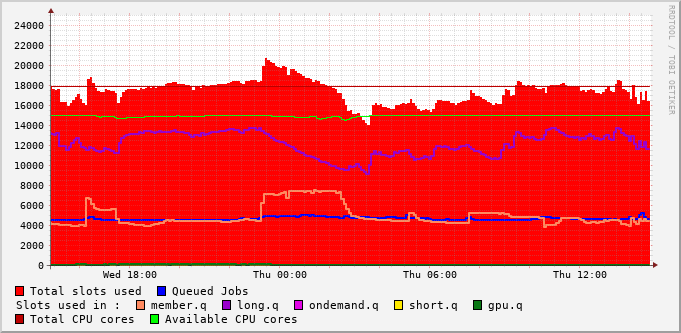 RRDTOOL / TOBI OETIKER
24000
22000
20000
18000
16000
14000
12000
10000
8000
6000
4000
2000
0
Wed 18:00 Thu 00:00 Thu 06:00 Thu 12:00
Total slots used Queued Jobs
Slots used in : member.q long.q ondemand.q short.q gpu.q
Total CPU cores Available CPU cores